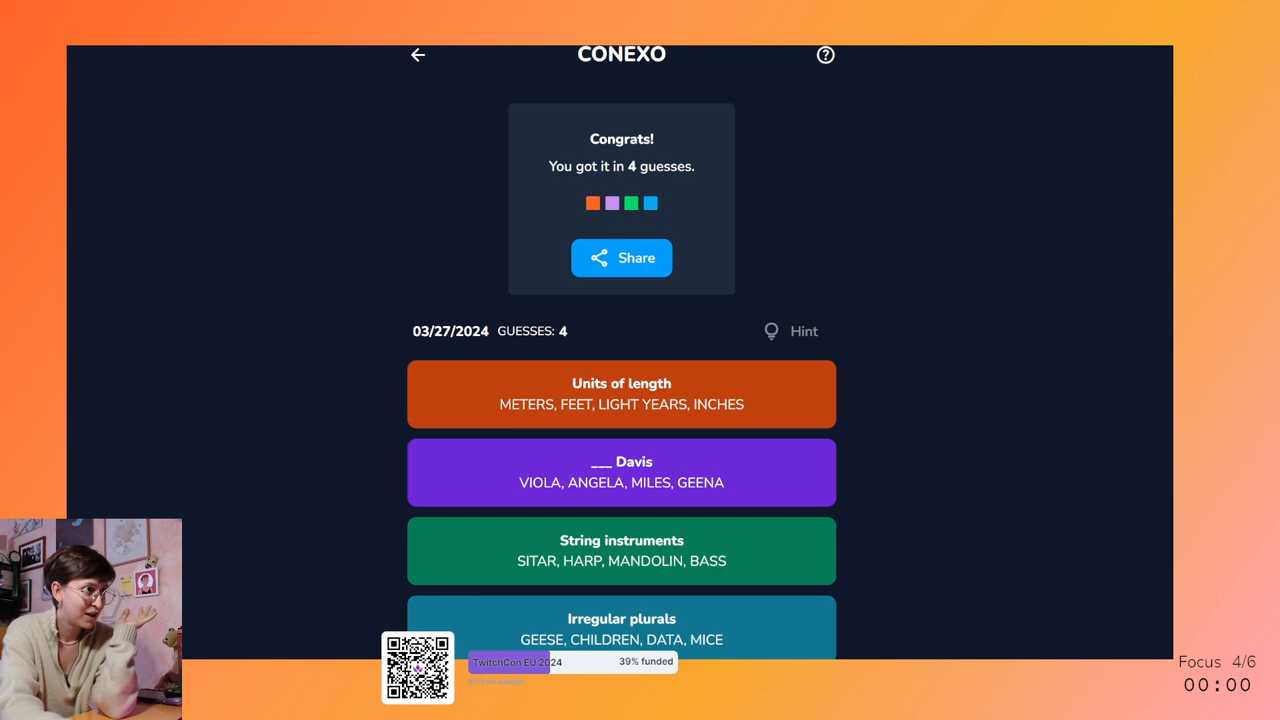 CONEXO
Congrats!
You got it in 4 guesses.
Share
03/27/2024 GUESSES: 4
Hint
Units of length
METERS, FEET, LIGHT YEARS, INCHES
___ Davis
VIOLA, ANGELA, MILES, GEENA
String instruments
SITAR, HARP, MANDOLIN, BASS
Irregular plurals
GEESE, CHILDREN, DATA, MICE
TwitchCon EU 2024 39% funded
Focus 4/6
00:00